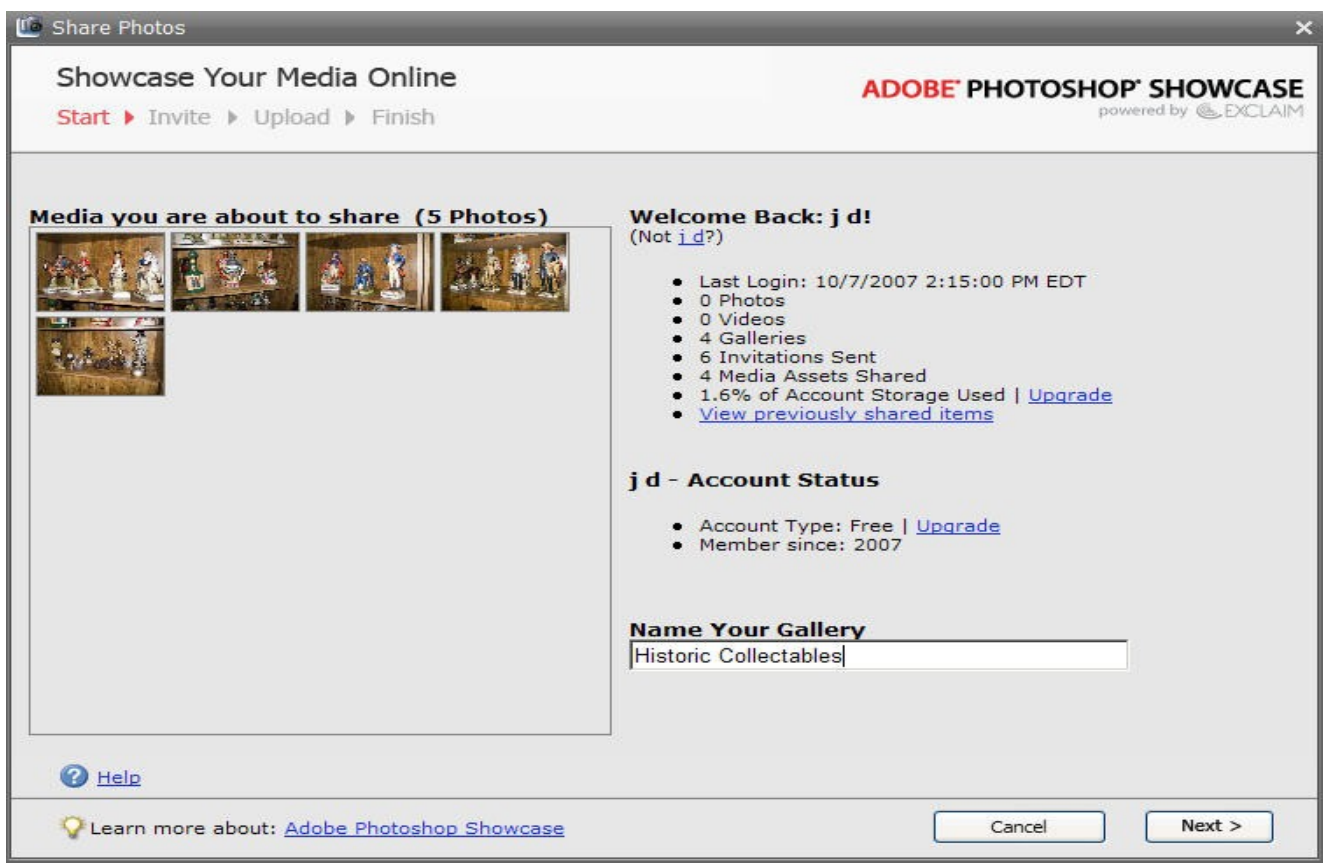 Share Photos
Showcase Your Media Online
Start Invite Upload Finish
ADOBE® PHOTOSHOP® SHOWCASE
powered by EXCLAIM
Media you are about to share (5 Photos)
Welcome Back: j d!
(Not j d?)
Last Login: 10/7/2007 2:15:00 PM EDT
0 Photos
0 Videos
4 Galleries
6 Invitations Sent
4 Media Assets Shared
1.6% of Account Storage Used | Upgrade
View previously shared items
j d - Account Status
Account Type: Free | Upgrade
Member since: 2007
Name Your Gallery
Historic Collectables
Help
Learn more about: Adobe Photoshop Showcase
Cancel
Next >